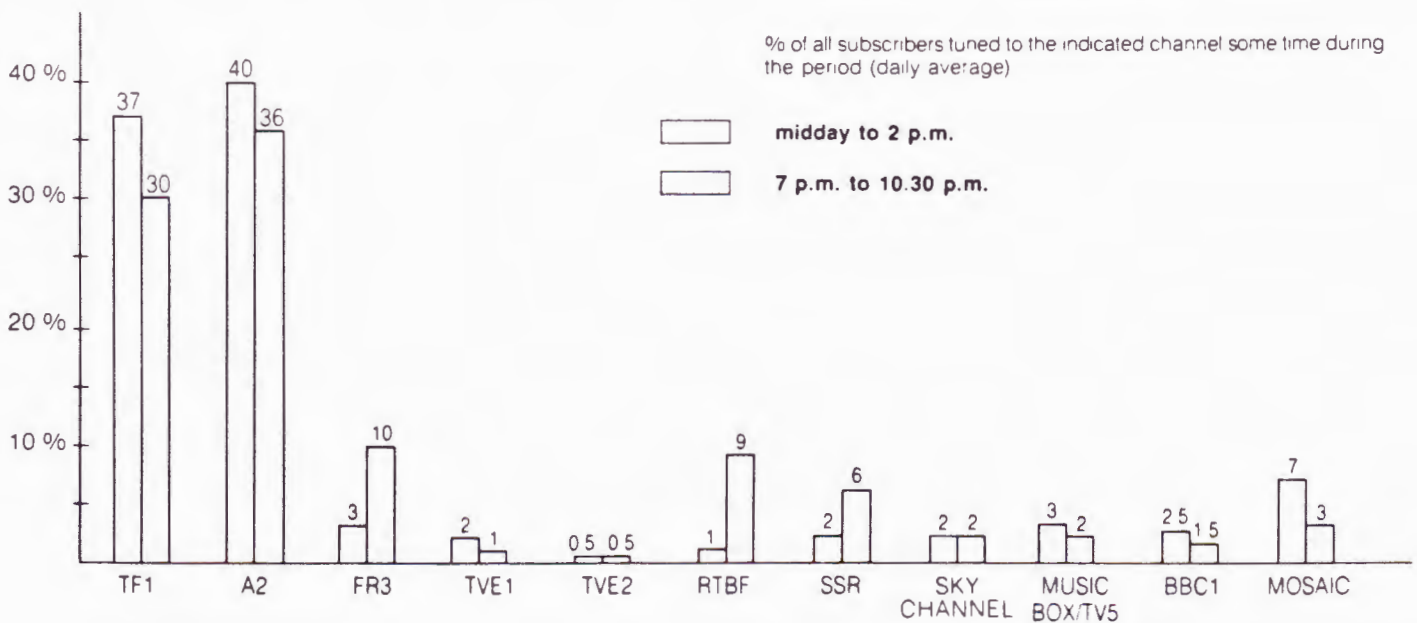 % of all subscribers tuned to the indicated channel some time during
the period (daily average)
midday to 2 p.m.
7 p.m. to 10.30 p.m.
40 %
30 %
20 %
10 %
37 30 40 36 3 10 2 1 0 5 0 5 1 9 2 6 2 2 3 2 2 5 1 5 7 3
TF1 A2 FR3 TVE1 TVE2 RTBF SSR SKY MUSIC BBC1 MOSAIC
CHANNEL BOX/TV5